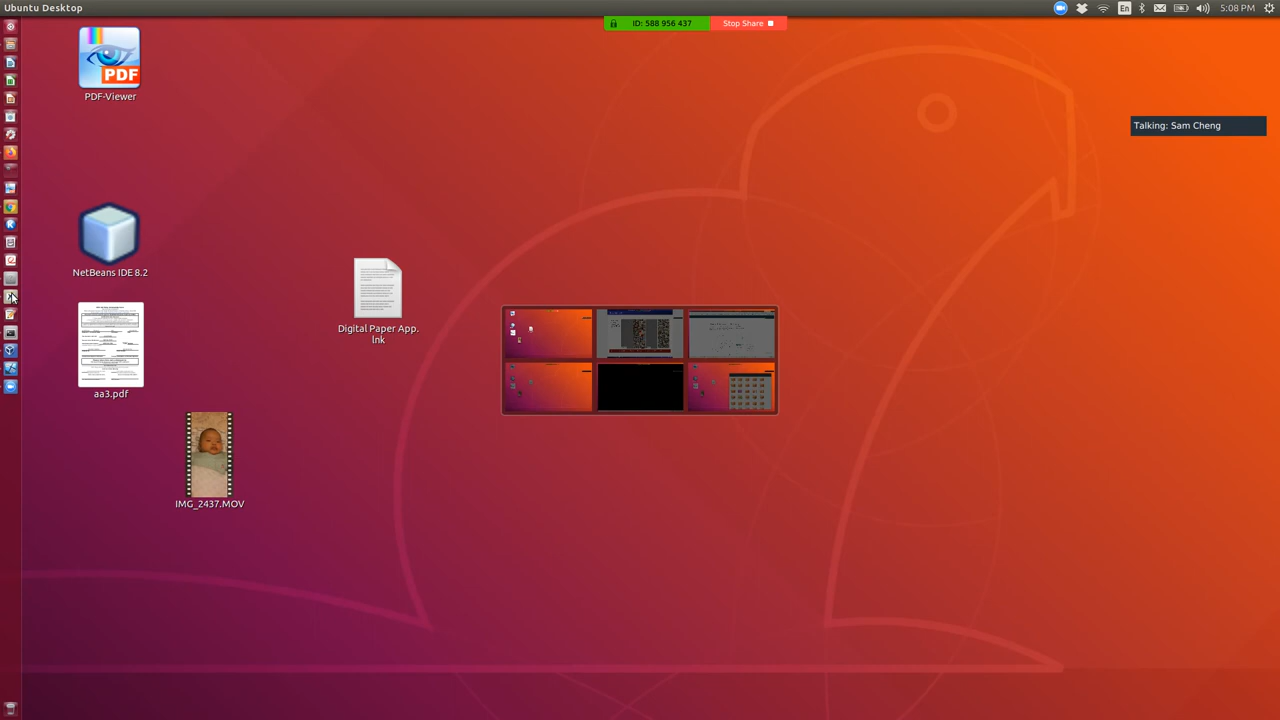 Ubuntu Desktop
En
5:08 PM
ID: 588 956 437
Stop Share
PDF
PDF-Viewer
Talking: Sam Cheng
NetBeans IDE 8.2
Digital Paper App.
lnk
aa3.pdf
IMG_2437.MOV